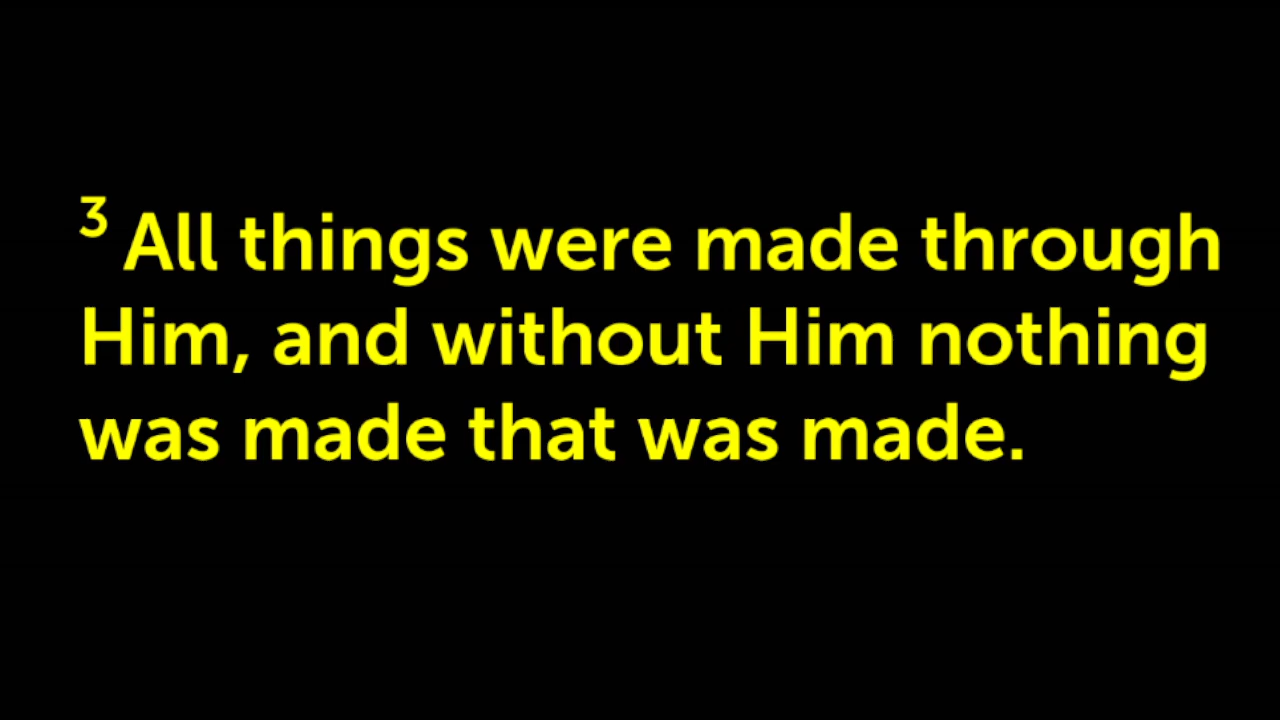 3 All things were made through
Him, and without Him nothing
was made that was made.